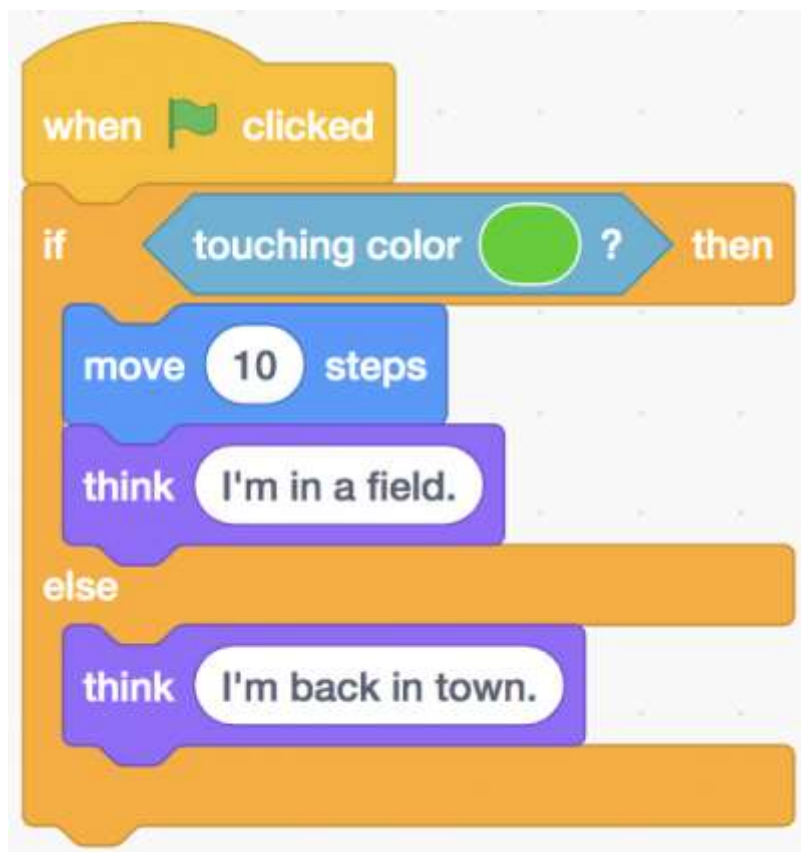 when clicked
if touching color ? then
move 10 steps
think I'm in a field.
else
think I'm back in town.